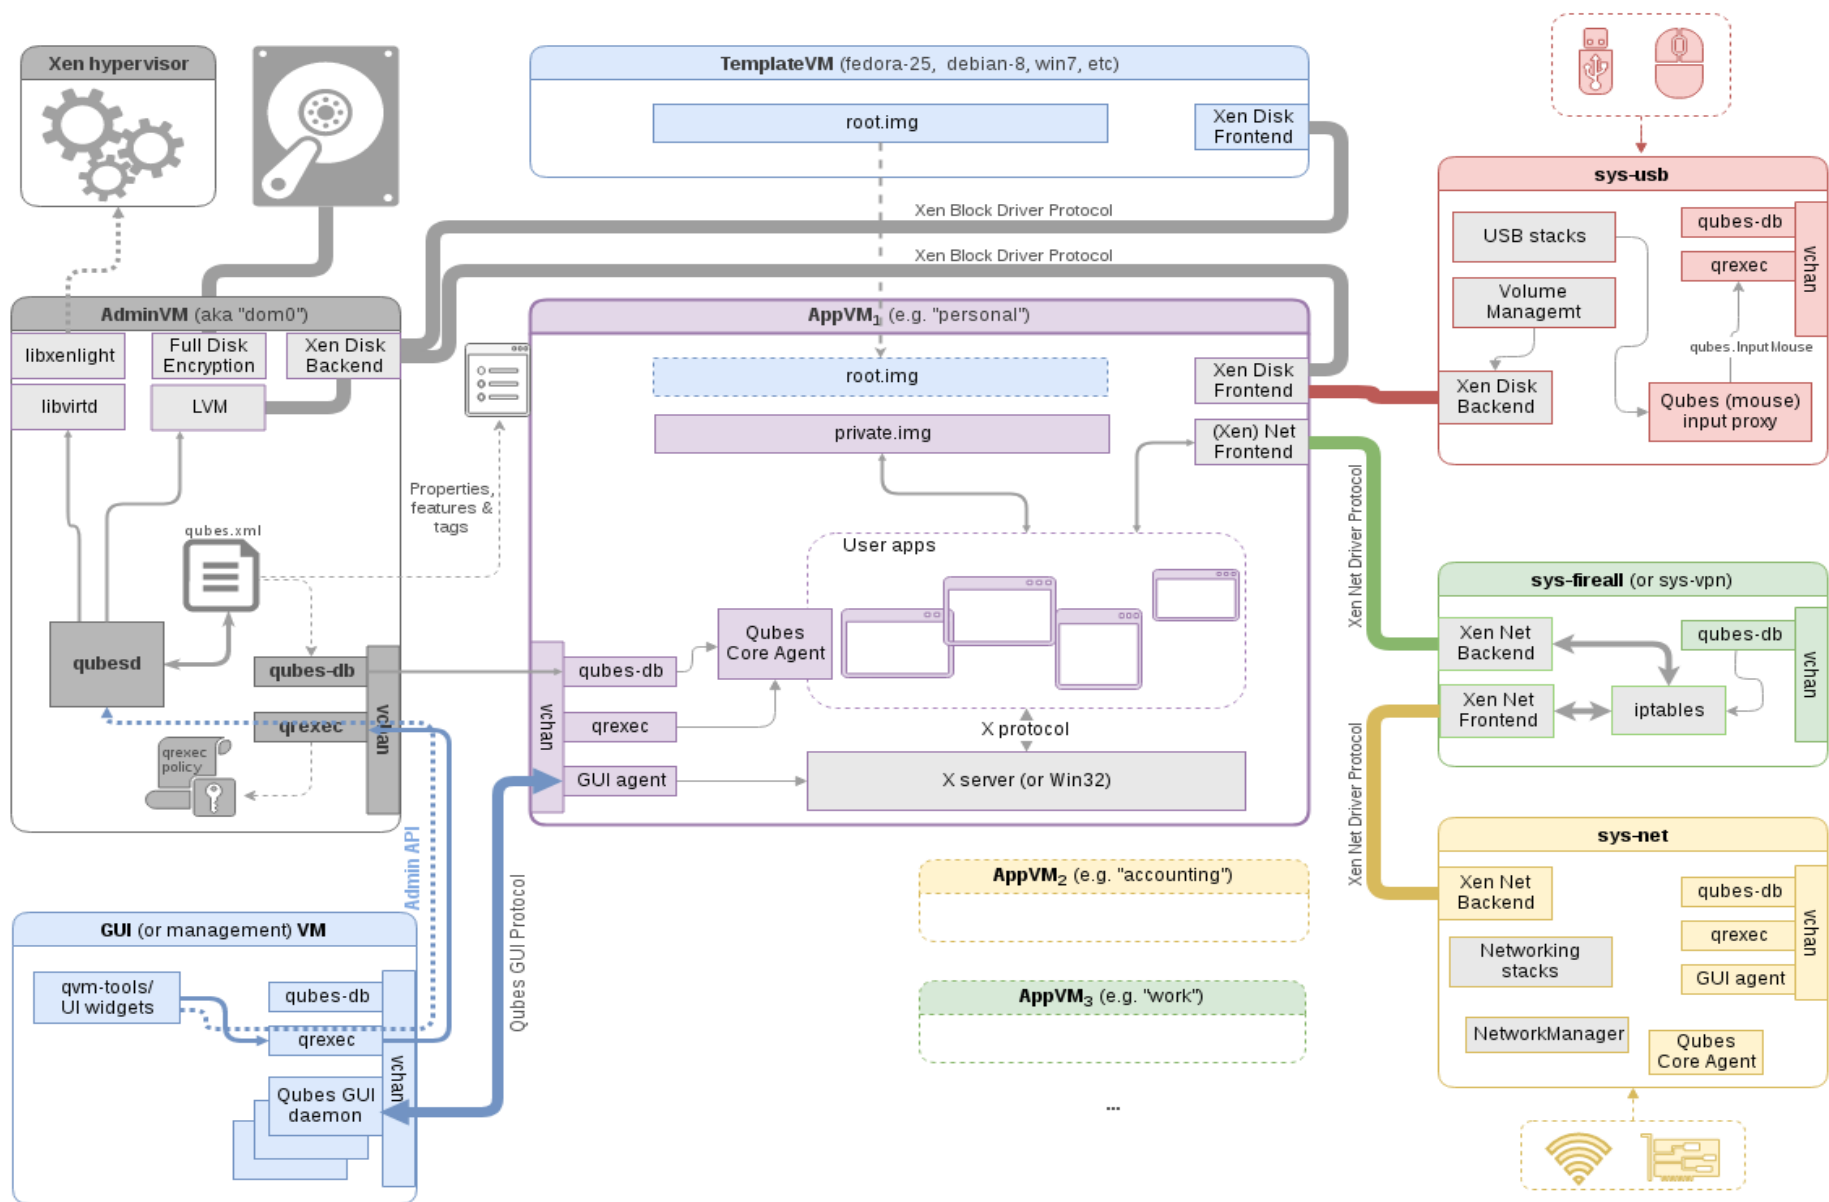 Xen hypervisor
TemplateVM (fedora-25, debian-8, win7, etc)
root.img
Xen Disk
Frontend
Xen Block Driver Protocol
Xen Block Driver Protocol
AdminVM (aka "dom0")
libxenlight
Full Disk
Encryption
Xen Disk
Backend
libvirtd
LVM
Properties,
features &
tags
qubes.xml
qubesd
qubes-db
qrexec
vchan
qrexec
policy
Admin API
GUI (or management) VM
qvm-tools/
UI widgets
qubes-db
qrexec
Qubes GUI
daemon
vchan
Qubes GUI Protocol
AppVM1 (e.g. "personal")
root.img
private.img
Xen Disk
Frontend
(Xen) Net
Frontend
User apps
Qubes
Core Agent
qubes-db
qrexec
GUI agent
vchan
X protocol
X server (or Win32)
AppVM2 (e.g. "accounting")
AppVM3 (e.g. "work")
...
Xen Net Driver Protocol
Xen Net Driver Protocol
sys-usb
USB stacks
Volume
Managemt
Xen Disk
Backend
qubes-db
qrexec
vchan
qubes.InputMouse
Qubes (mouse)
input proxy
sys-fireall (or sys-vpn)
Xen Net
Backend
Xen Net
Frontend
qubes-db
iptables
vchan
sys-net
Xen Net
Backend
Networking
stacks
NetworkManager
qubes-db
qrexec
GUI agent
vchan
Qubes
Core Agent